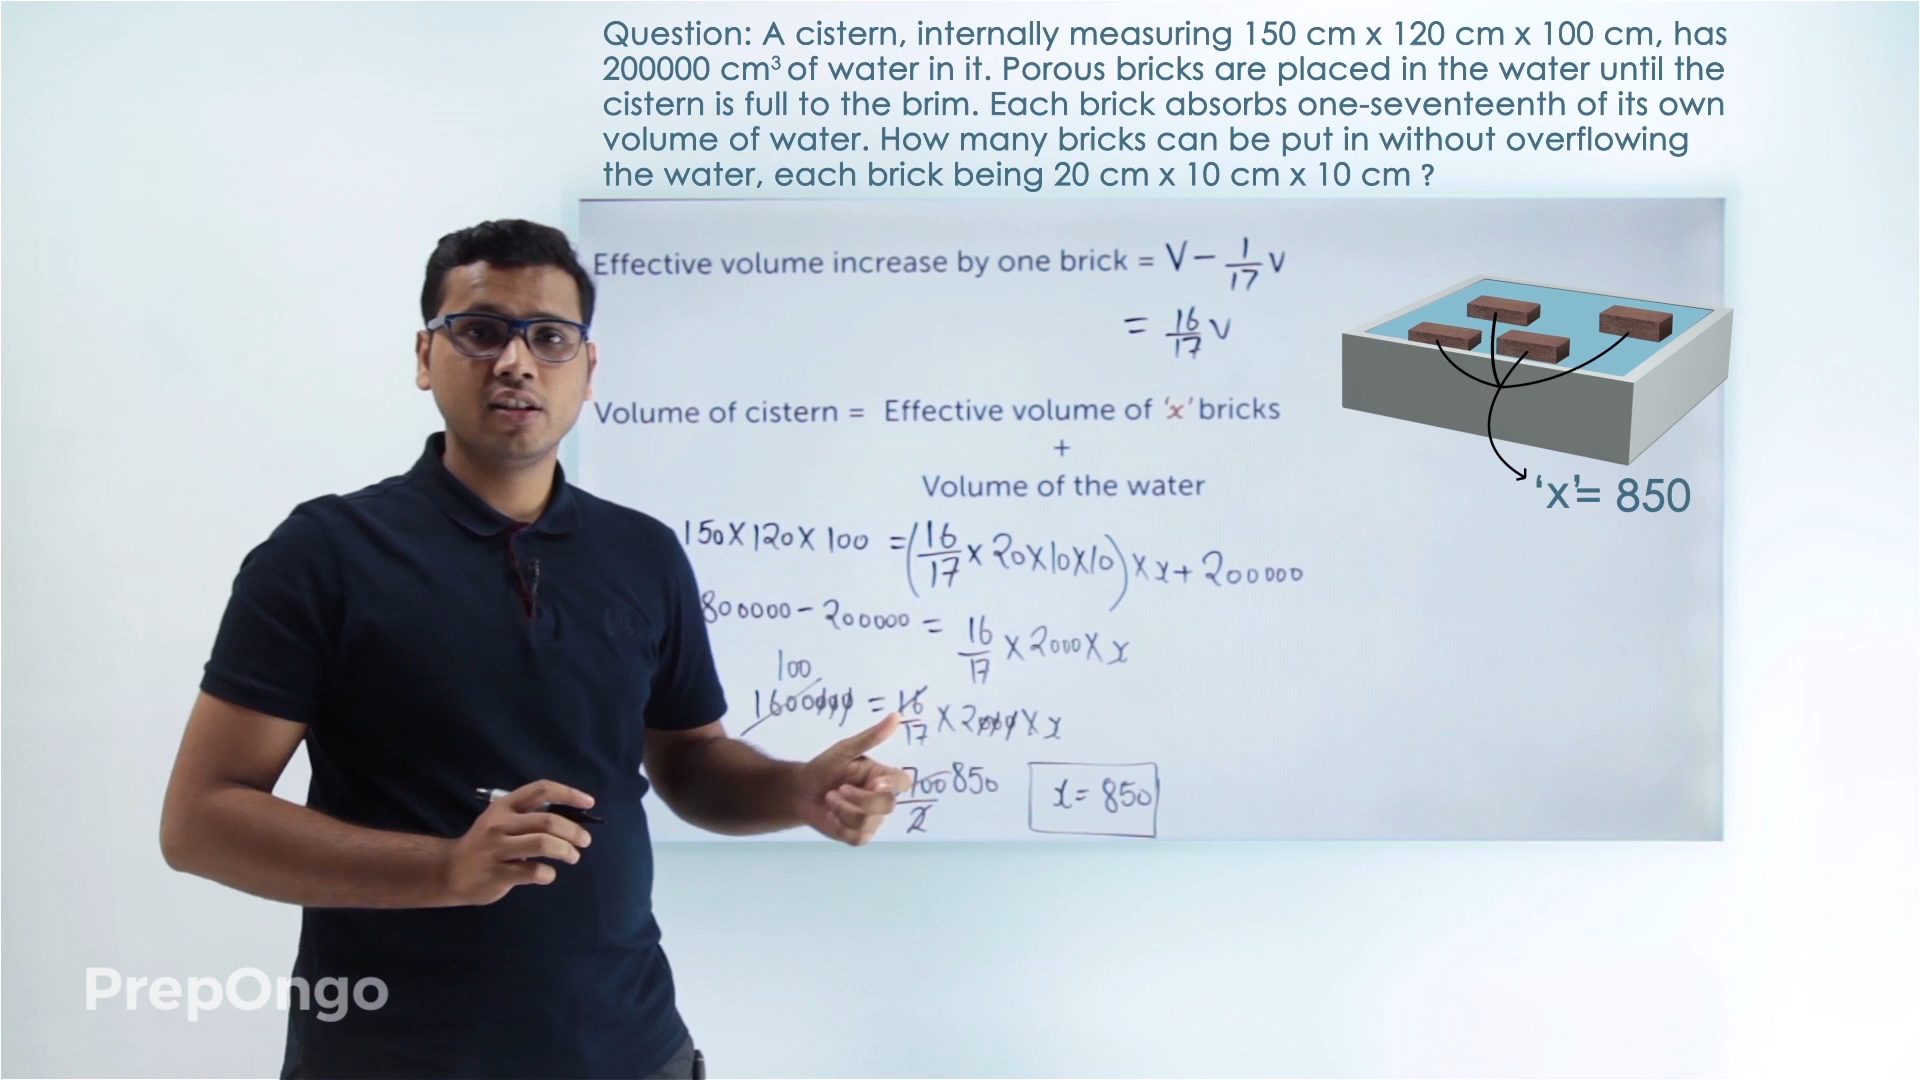 Question: A cistern, internally measuring 150 cm x 120 cm x 100 cm, has
200000 cm³ of water in it. Porous bricks are placed in the water until the
cistern is full to the brim. Each brick absorbs one-seventeenth of its own
volume of water. How many bricks can be put in without overflowing
the water, each brick being 20 cm x 10 cm x 10 cm ?
Effective volume increase by one brick = V - 1/17 V
= 16/17 V
Volume of cistern = Effective volume of 'x' bricks
+
Volume of the water
'x'= 850
150 X 120 X 100 = (16/17 x 20X10X10) x x + 200000
800000 - 200000 = 16/17 x 2000 X x
100
1600000 = 16/17 X 2000 X x
700 850
2
x = 850
PrepOngo